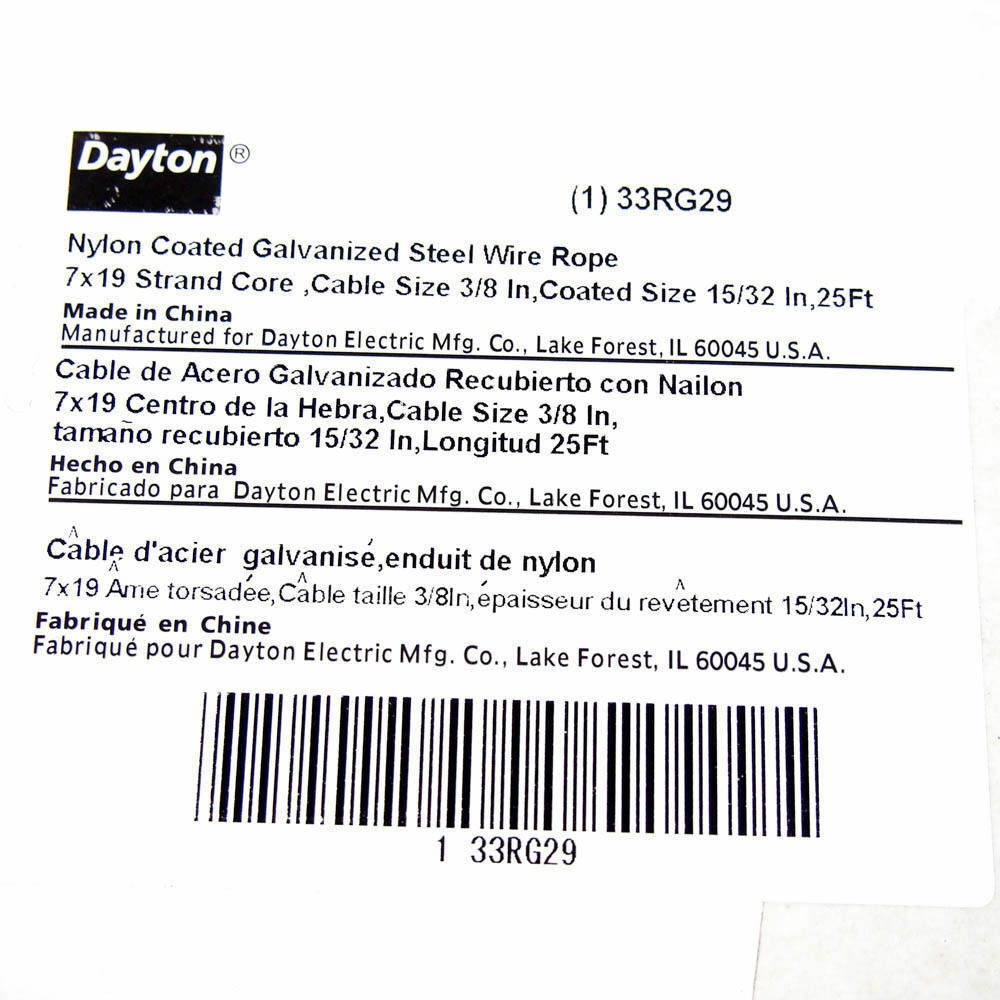 Dayton®
(1) 33RG29
Nylon Coated Galvanized Steel Wire Rope
7x19 Strand Core ,Cable Size 3/8 In,Coated Size 15/32 In,25Ft
Made in China
Manufactured for Dayton Electric Mfg. Co., Lake Forest, IL 60045 U.S.A.
Cable de Acero Galvanizado Recubierto con Nailon
7x19 Centro de la Hebra,Cable Size 3/8 In,
tamaño recubierto 15/32 In,Longitud 25Ft
Hecho en China
Fabricado para Dayton Electric Mfg. Co., Lake Forest, IL 60045 U.S.A.
Câble d'acier galvanisé,enduit de nylon
7x19 Âme torsadée,Câble taille 3/8In,épaisseur du revêtement 15/32In,25Ft
Fabriqué en Chine
Fabriqué pour Dayton Electric Mfg. Co., Lake Forest, IL 60045 U.S.A.
1 33RG29